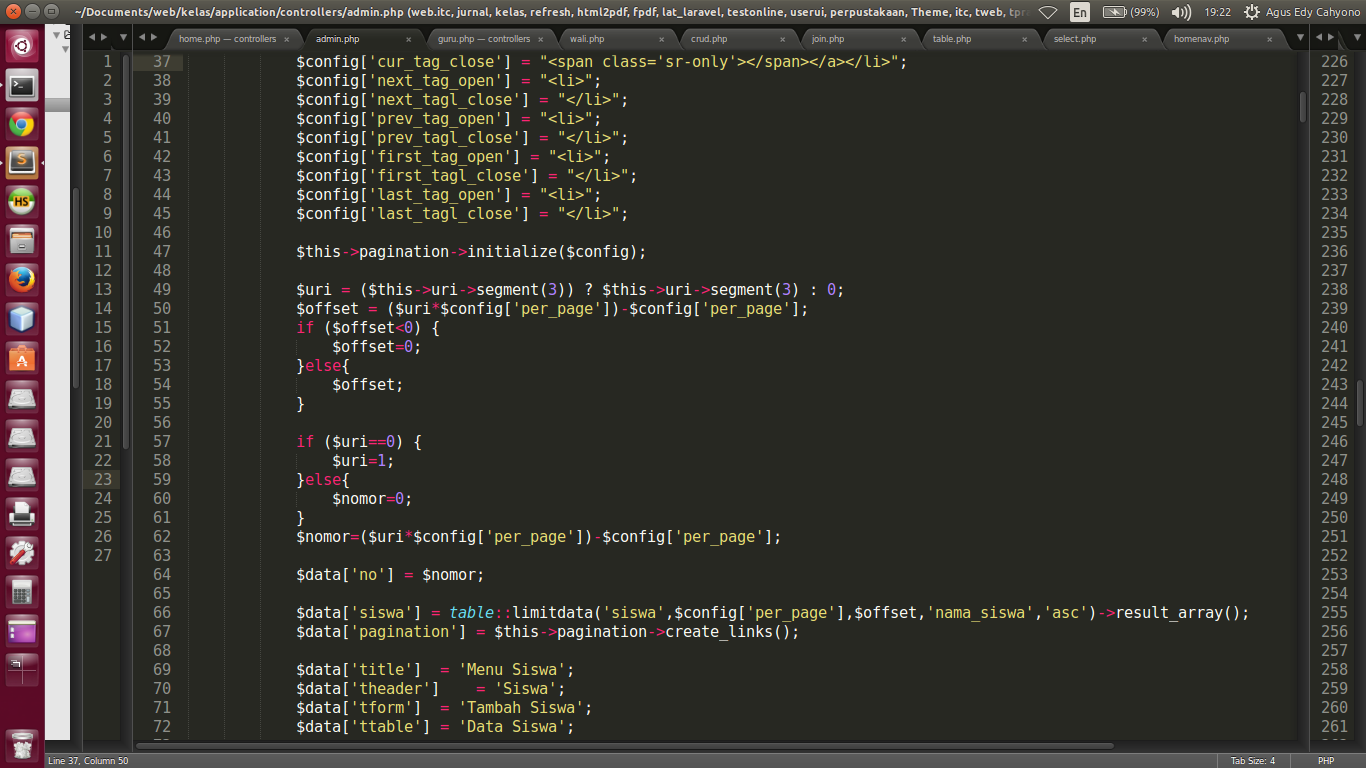 ~/Documents/web/kelas/application/controllers/admin.php (web.itc, jurnal, kelas, refresh, html2pdf, fpdf, lat_laravel, testonline, userui, perpustakaan, Theme, itc, tweb,
En
(99%)
19:22
Agus Edy Cahyono
home.php — controllers
admin.php
guru.php — controllers
wali.php
crud.php
join.php
table.php
select.php
homenav.php
1 37 $config['cur_tag_close'] = "<span class='sr-only'></span></a></li>"; 226
2 38 $config['next_tag_open'] = "<li>"; 227
3 39 $config['next_tagl_close'] = "</li>"; 228
4 40 $config['prev_tag_open'] = "<li>"; 229
5 41 $config['prev_tagl_close'] = "</li>"; 230
6 42 $config['first_tag_open'] = "<li>"; 231
7 43 $config['first_tagl_close'] = "</li>"; 232
8 44 $config['last_tag_open'] = "<li>"; 233
9 45 $config['last_tagl_close'] = "</li>"; 234
10 46 235
11 47 $this->pagination->initialize($config); 236
12 48 237
13 49 $uri = ($this->uri->segment(3)) ? $this->uri->segment(3) : 0; 238
14 50 $offset = ($uri*$config['per_page'])-$config['per_page']; 239
15 51 if ($offset<0) { 240
16 52 $offset=0; 241
17 53 }else{ 242
18 54 $offset; 243
19 55 } 244
20 56 245
21 57 if ($uri==0) { 246
22 58 $uri=1; 247
23 59 }else{ 248
24 60 $nomor=0; 249
25 61 } 250
26 62 $nomor=($uri*$config['per_page'])-$config['per_page']; 251
27 63 252
64 $data['no'] = $nomor; 253
65 254
66 $data['siswa'] = table::limitdata('siswa',$config['per_page'],$offset,'nama_siswa','asc')->result_array(); 255
67 $data['pagination'] = $this->pagination->create_links(); 256
68 257
69 $data['title'] = 'Menu Siswa'; 258
70 $data['theader'] = 'Siswa'; 259
71 $data['tform'] = 'Tambah Siswa'; 260
72 $data['ttable'] = 'Data Siswa'; 261
Line 37, Column 50
Tab Size: 4
PHP